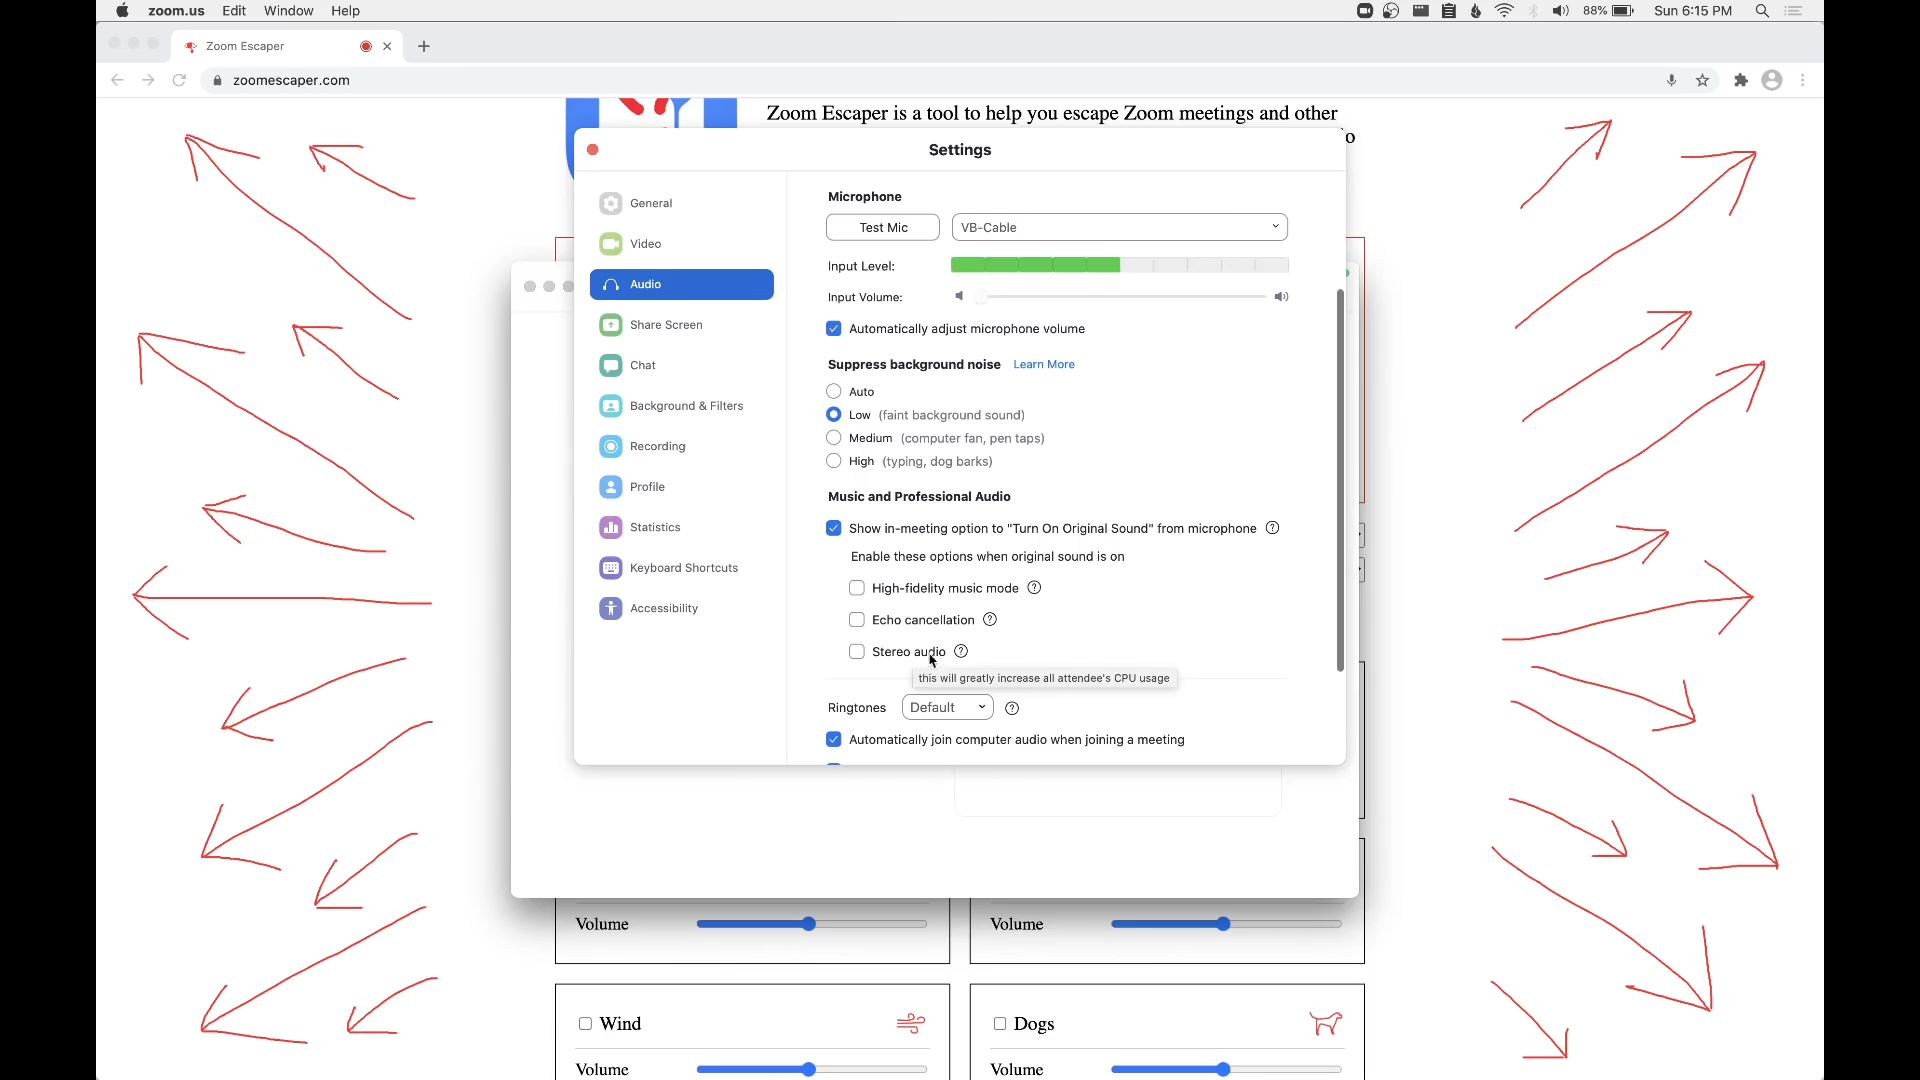 zoom.us Edit Window Help 88% Sun 6:15 PM
Zoom Escaper
zoomescaper.com
Zoom Escaper is a tool to help you escape Zoom meetings and other
Settings
General
Video
Audio
Share Screen
Chat
Background & Filters
Recording
Profile
Statistics
Keyboard Shortcuts
Accessibility
Microphone
Test Mic VB-Cable
Input Level:
Input Volume:
Automatically adjust microphone volume
Suppress background noise Learn More
Auto
Low (faint background sound)
Medium (computer fan, pen taps)
High (typing, dog barks)
Music and Professional Audio
Show in-meeting option to "Turn On Original Sound" from microphone ?
Enable these options when original sound is on
High-fidelity music mode ?
Echo cancellation ?
Stereo audio ?
this will greatly increase all attendee's CPU usage
Ringtones Default ?
Automatically join computer audio when joining a meeting
Volume Volume
Wind Dogs
Volume Volume